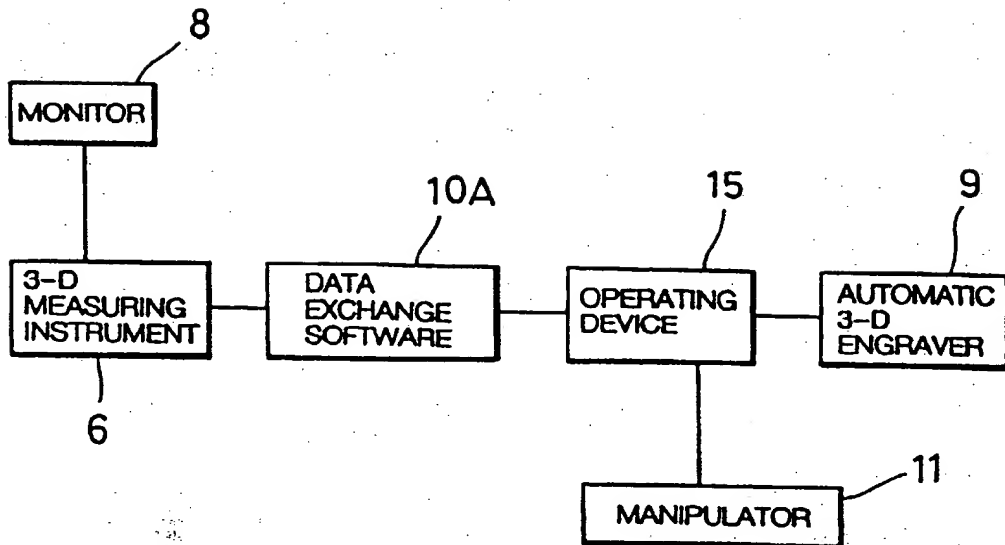 8
MONITOR
10A
15
9
3-D
MEASURING
INSTRUMENT
DATA
EXCHANGE
SOFTWARE
OPERATING
DEVICE
AUTOMATIC
3-D
ENGRAVER
6
11
MANIPULATOR